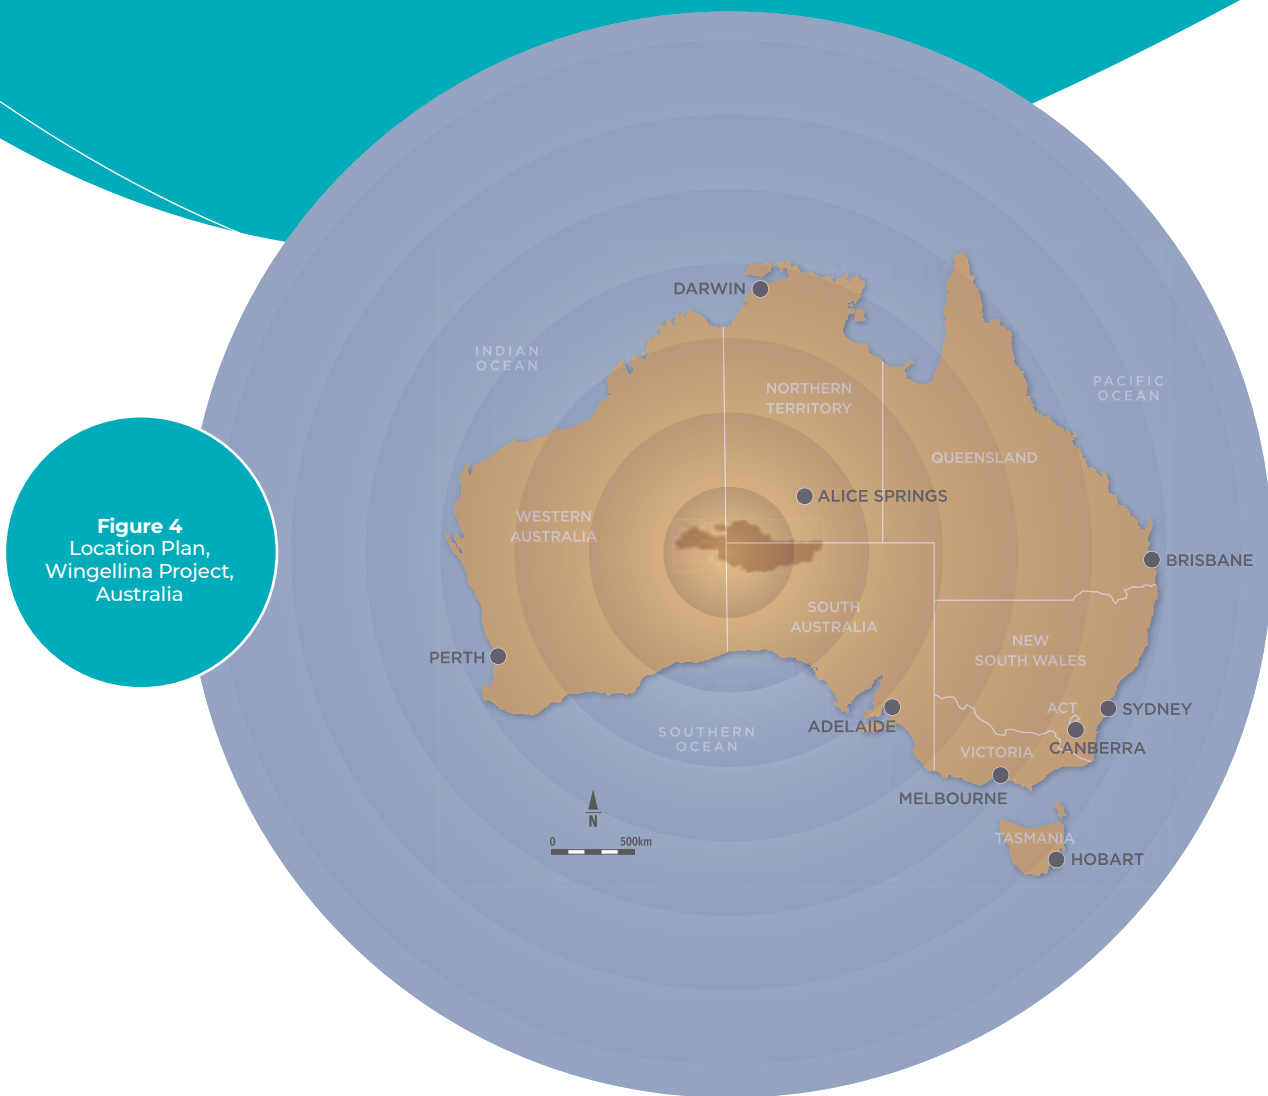 DARWIN
INDIAN
OCEAN
NORTHERN
TERRITORY
PACIFIC
OCEAN
QUEENSLAND
ALICE SPRINGS
WESTERN
AUSTRALIA
Figure 4
Location Plan,
Wingellina Project,
Australia
BRISBANE
SOUTH
AUSTRALIA
NEW
SOUTH WALES
PERTH
ACT
SYDNEY
ADELAIDE
SOUTHERN
OCEAN
VICTORIA
CANBERRA
MELBOURNE
N
0 500km
TASMANIA
HOBART